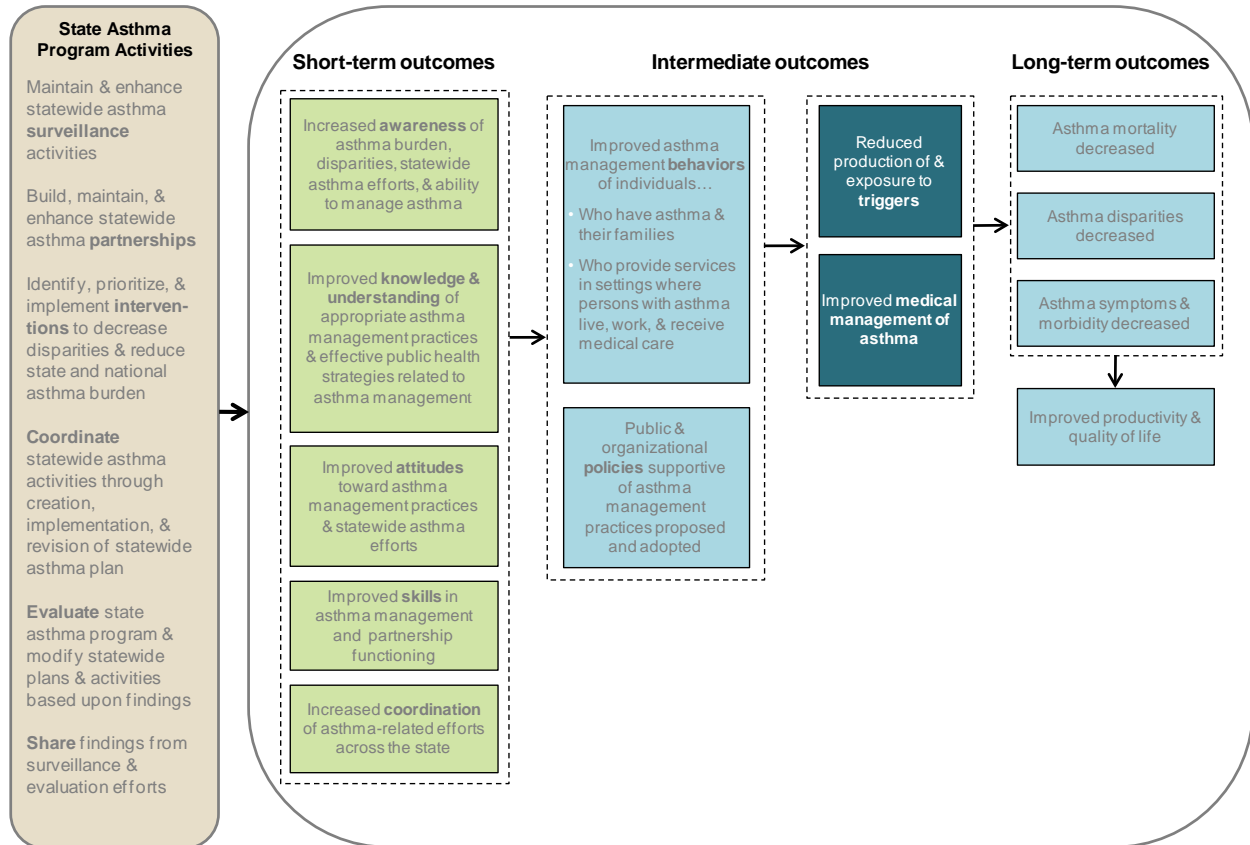 State Asthma
Program Activities
Maintain & enhance
statewide asthma
surveillance
activities
Build, maintain, &
enhance statewide
asthma partnerships
Identify, prioritize, &
implement interven-
tions to decrease
disparities & reduce
state and national
asthma burden
Coordinate
statewide asthma
activities through
creation,
implementation, &
revision of statewide
asthma plan
Evaluate state
asthma program &
modify statewide
plans & activities
based upon findings
Share findings from
surveillance &
evaluation efforts
Short-term outcomes
Increased awareness of
asthma burden,
disparities, statewide
asthma efforts, & ability
to manage asthma
Improved knowledge &
understanding of
appropriate asthma
management practices
& effective public health
strategies related to
asthma management
Improved attitudes
toward asthma
management practices
& statewide asthma
efforts
Improved skills in
asthma management
and partnership
functioning
Increased coordination
of asthma-related efforts
across the state
Intermediate outcomes
Improved asthma
management behaviors
of individuals…
• Who have asthma &
their families
• Who provide services
in settings where
persons with asthma
live, work, & receive
medical care
Public &
organizational
policies supportive
of asthma
management
practices proposed
and adopted
Reduced
production of &
exposure to
triggers
Improved medical
management of
asthma
Long-term outcomes
Asthma mortality
decreased
Asthma disparities
decreased
Asthma symptoms &
morbidity decreased
Improved productivity &
quality of life